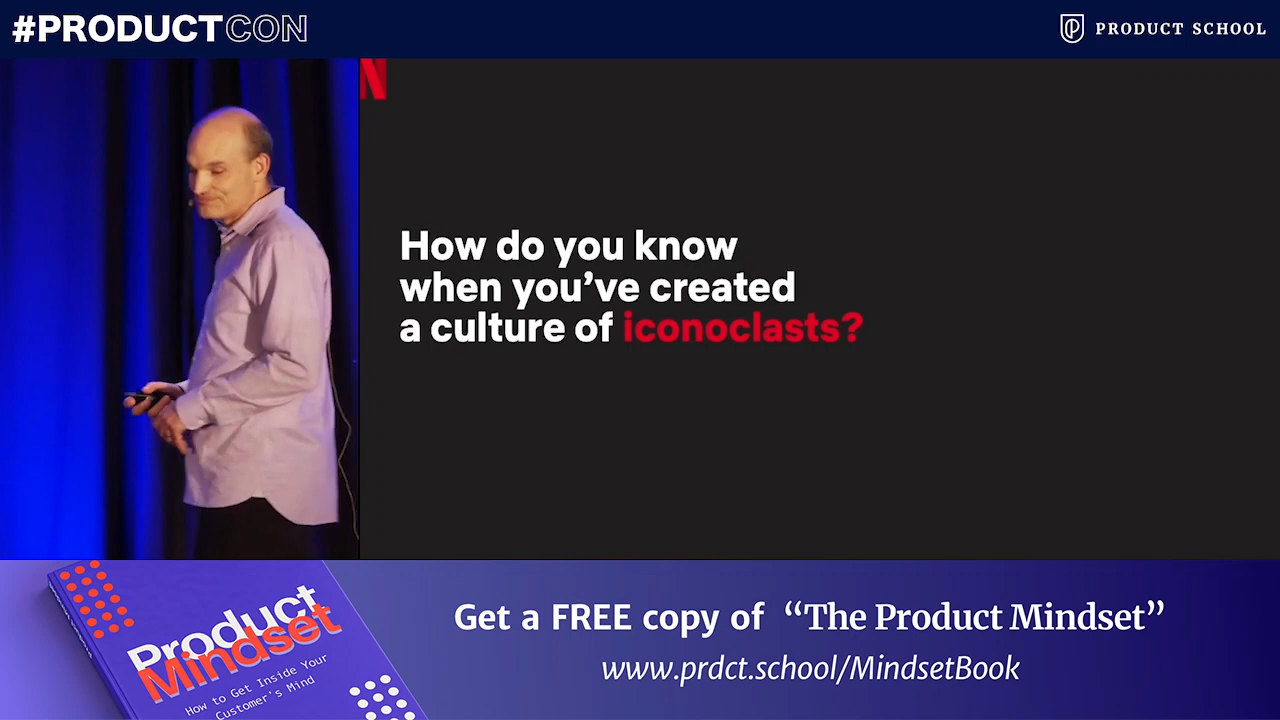 #PRODUCTCON
PRODUCT SCHOOL
N
How do you know
when you've created
a culture of iconoclasts?
Product
Mindset
How to Get Inside Your
Customer's Mind
Get a FREE copy of “The Product Mindset”
www.prdct.school/MindsetBook